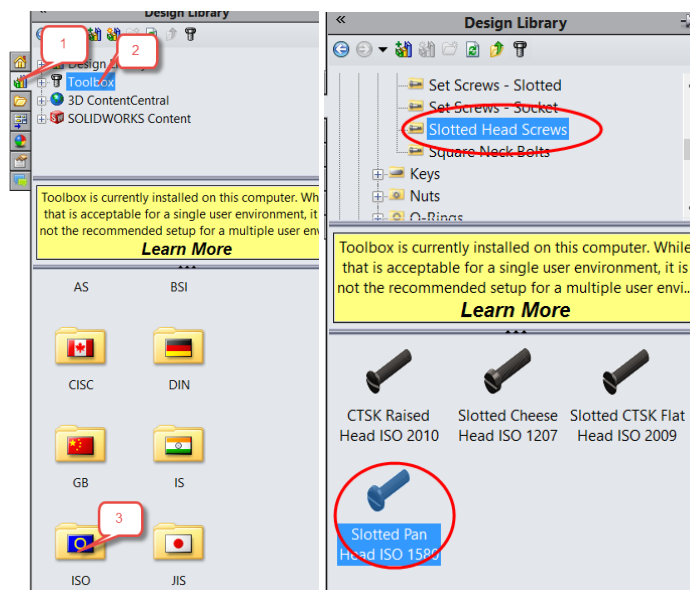 Design Library
1
2
Design Li
Toolbox
3D ContentCentral
SOLIDWORKS Content
Toolbox is currently installed on this computer. Wh
that is acceptable for a single user environment, it
not the recommended setup for a multiple user env
Learn More
AS
BSI
CISC
DIN
GB
IS
3
ISO
JIS
Design Library
Set Screws - Slotted
Set Screws - Socket
Slotted Head Screws
Square Neck Bolts
Keys
Nuts
O-Rings
Toolbox is currently installed on this computer. While
that is acceptable for a single user environment, it is
not the recommended setup for a multiple user envi...
Learn More
CTSK Raised
Head ISO 2010
Slotted Cheese
Head ISO 1207
Slotted CTSK Flat
Head ISO 2009
Slotted Pan
Head ISO 1580